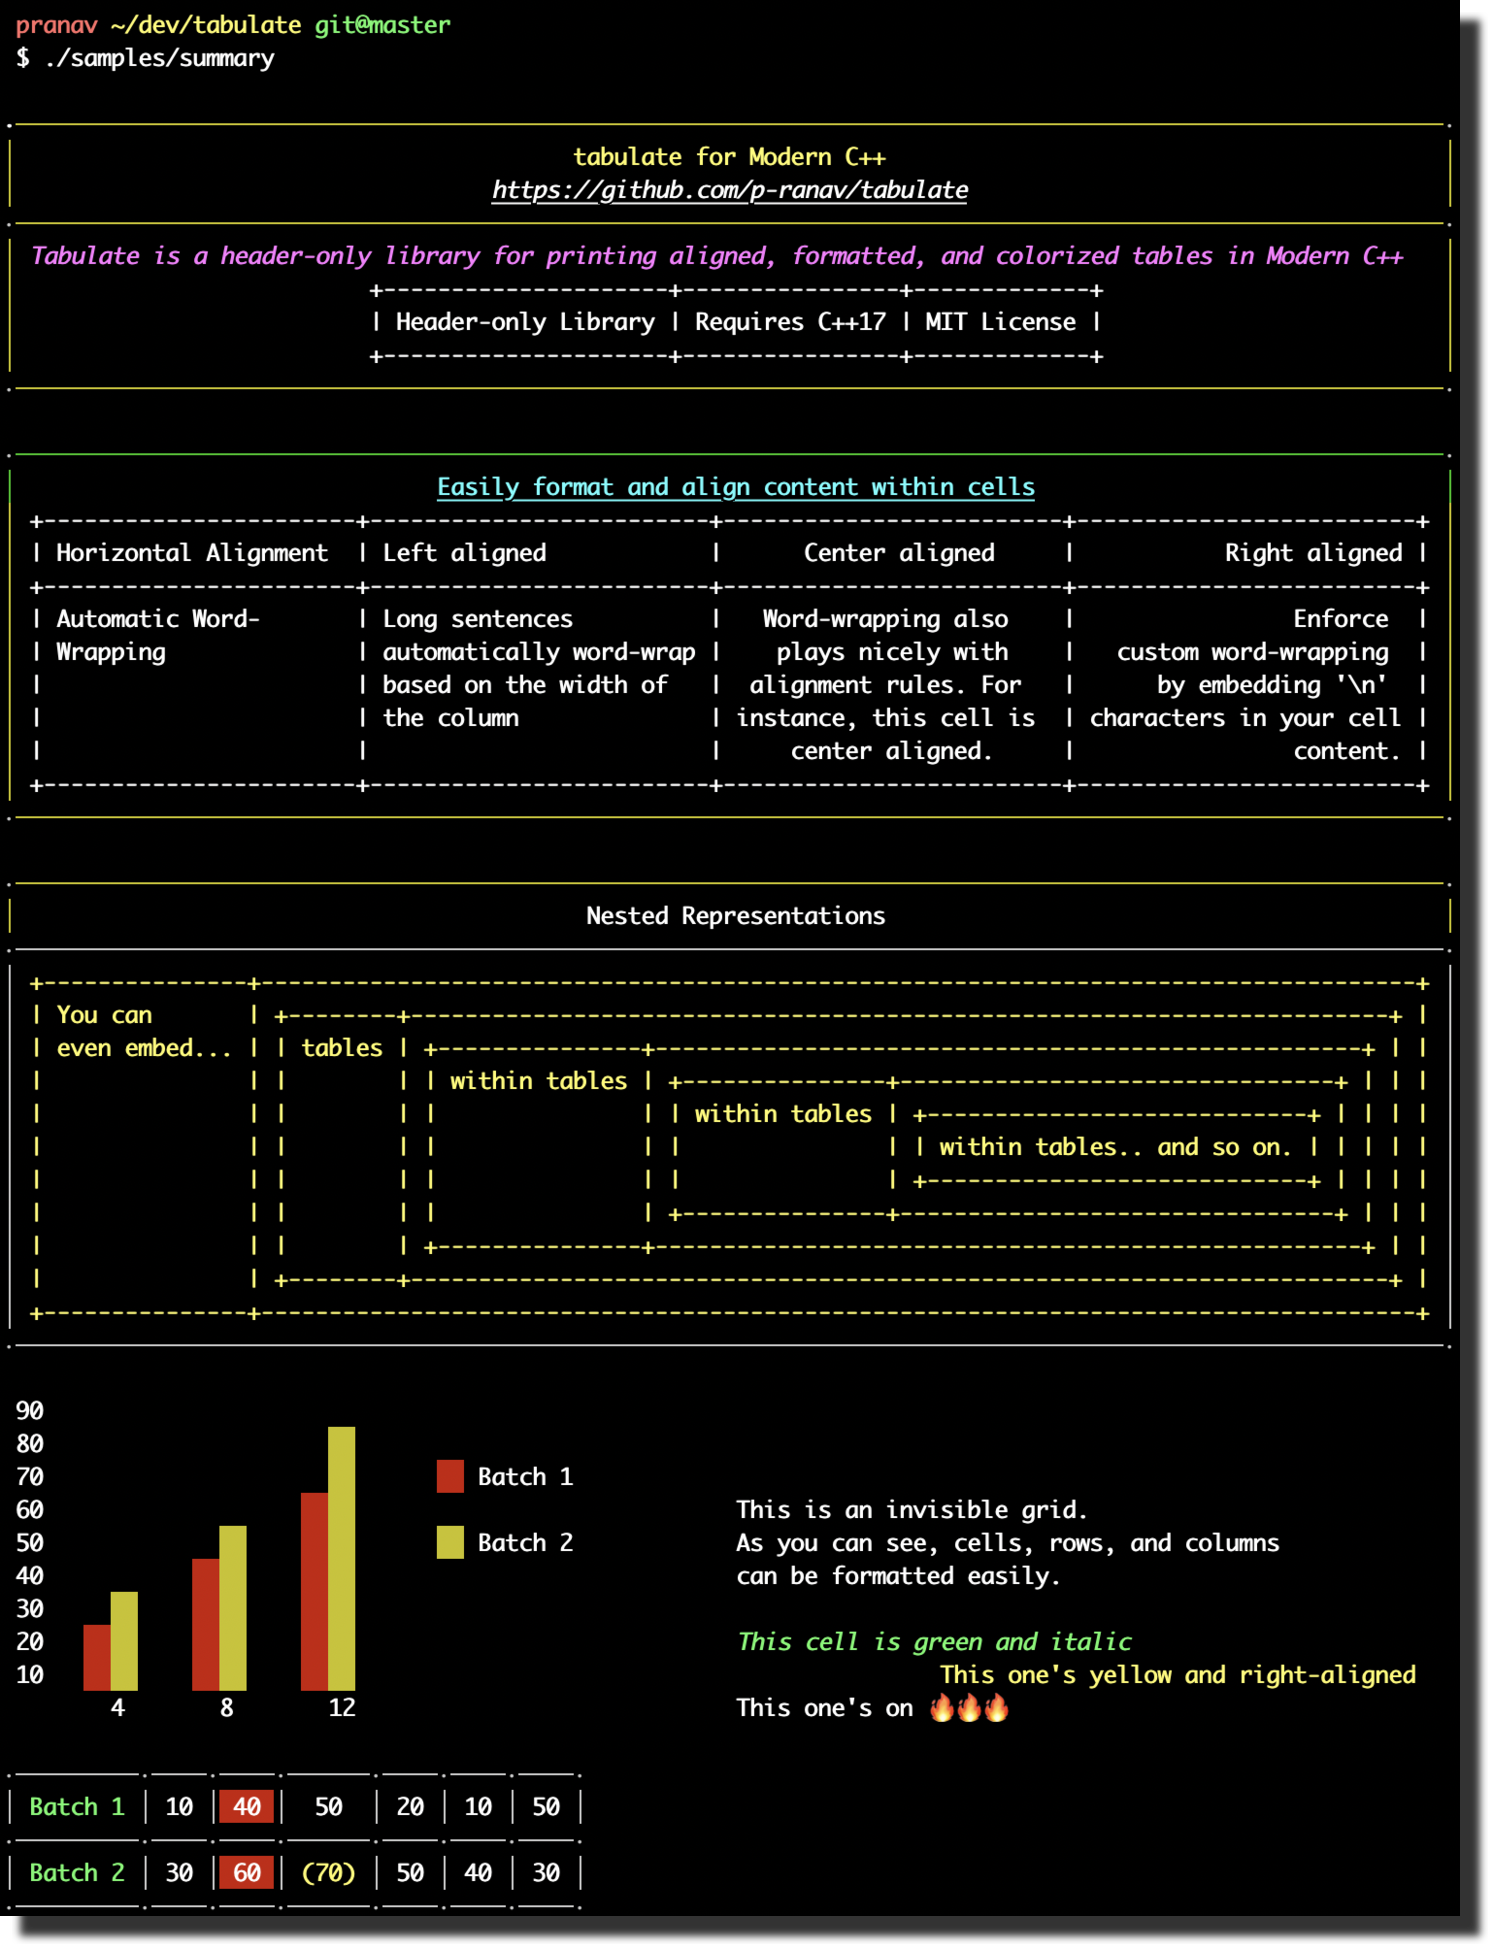 pranav ~/dev/tabulate git@master
$ ./samples/summary
tabulate for Modern C++
https://github.com/p-ranav/tabulate
Tabulate is a header-only library for printing aligned, formatted, and colorized tables in Modern C++
Header-only Library | Requires C++17 | MIT License
Easily format and align content within cells
Horizontal Alignment | Left aligned | Center aligned | Right aligned
Automatic Word- | Long sentences | Word-wrapping also | Enforce
Wrapping | automatically word-wrap | plays nicely with | custom word-wrapping
based on the width of | alignment rules. For | by embedding '\n'
the column | instance, this cell is | characters in your cell
center aligned. | content.
Nested Representations
You can
even embed... | tables
within tables
within tables
within tables.. and so on.
90
80
70 Batch 1
60 This is an invisible grid.
50 Batch 2 As you can see, cells, rows, and columns
40 can be formatted easily.
30
20 This cell is green and italic
10 This one's yellow and right-aligned
4 8 12 This one's on 🔥🔥🔥
Batch 1 | 10 | 40 | 50 | 20 | 10 | 50
Batch 2 | 30 | 60 | (70) | 50 | 40 | 30